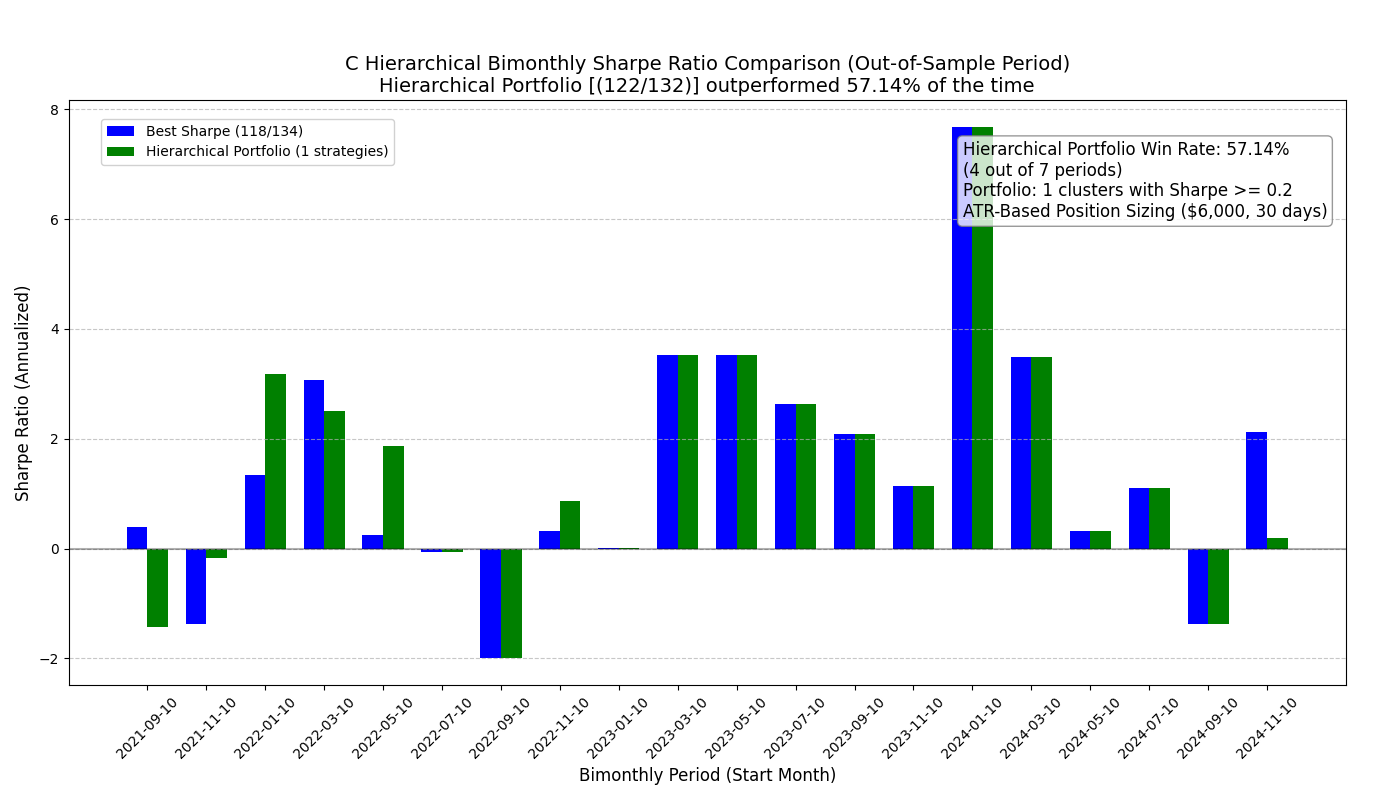 C Hierarchical Bimonthly Sharpe Ratio Comparison (Out-of-Sample Period)
Hierarchical Portfolio [(122/132)] outperformed 57.14% of the time
Best Sharpe (118/134)
Hierarchical Portfolio (1 strategies)
Hierarchical Portfolio Win Rate: 57.14%
(4 out of 7 periods)
Portfolio: 1 clusters with Sharpe >= 0.2
ATR-Based Position Sizing ($6,000, 30 days)
Sharpe Ratio (Annualized)
8
6
4
2
0
−2
2021-09-10
2021-11-10
2022-01-10
2022-03-10
2022-05-10
2022-07-10
2022-09-10
2022-11-10
2023-01-10
2023-03-10
2023-05-10
2023-07-10
2023-09-10
2023-11-10
2024-01-10
2024-03-10
2024-05-10
2024-07-10
2024-09-10
2024-11-10
Bimonthly Period (Start Month)